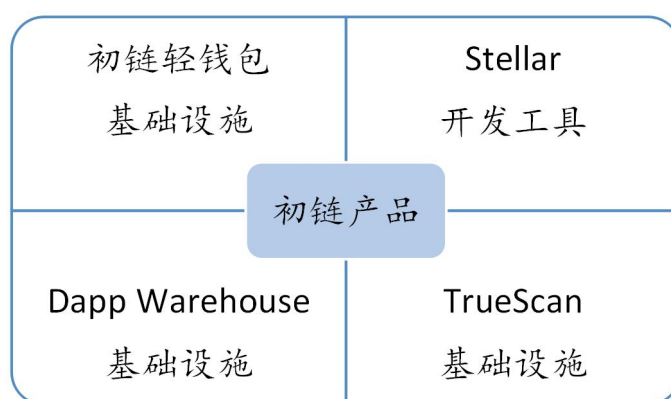 初链轻钱包
基础设施
Stellar
开发工具
初链产品
Dapp Warehouse
基础设施
TrueScan
基础设施